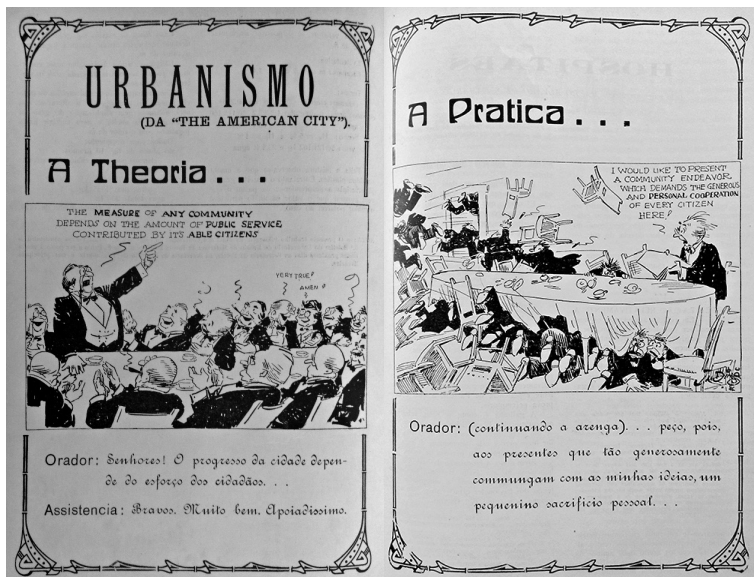 URBANISMO
(DA "THE AMERICAN CITY").
A Theoria...
THE MEASURE OF ANY COMMUNITY
DEPENDS ON THE AMOUNT OF PUBLIC SERVICE
CONTRIBUTED BY ITS ABLE CITIZENS
VERY TRUE!
AMEN!
CLAP
Orador: Senhores! O progresso da cidade depen-
de do esforço dos cidadãos...
Assistencia: Bravos. Muito bem. Apoiadissimo.
A Pratica...
I WOULD LIKE TO PRESENT
A COMMUNITY ENDEAVOR
WHICH DEMANDS THE GENEROUS
AND PERSONAL COOPERATION
OF EVERY CITIZEN
HERE!
Orador: (continuando a arenga)... peço, pois,
aos presentes que tão generosamente
commungam com as minhas ideias, um
pequenino sacrificio pessoal...